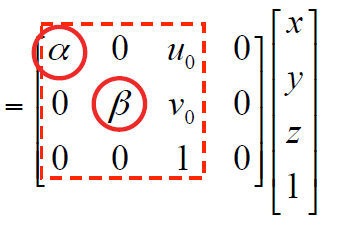 = [α 0 u₀ 0] [x]
[0 β v₀ 0] [y]
[0 0 1 0] [z]
[1]